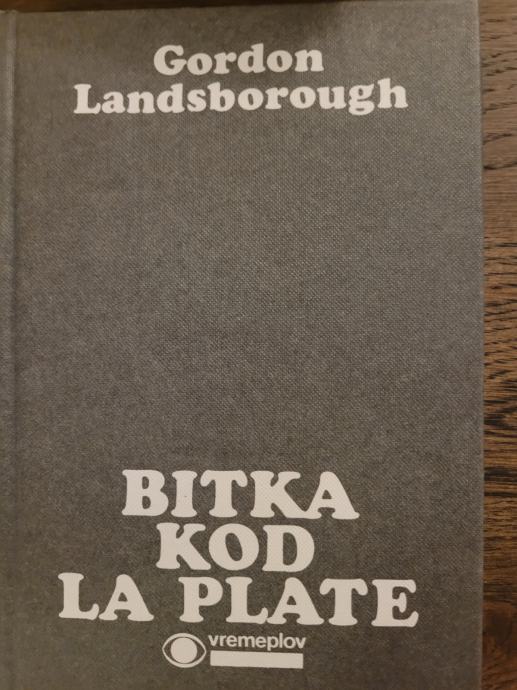 Gordon
Landsborough
BITKA
KOD
LA PLATE
vremeplov